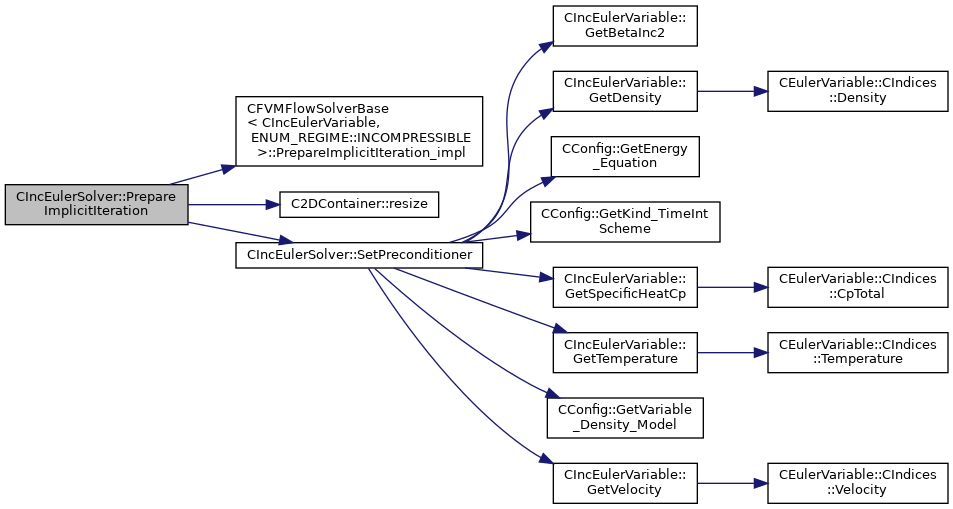 CIncEulerSolver::Prepare
ImplicitIteration
CFVMFlowSolverBase
< CIncEulerVariable,
ENUM_REGIME::INCOMPRESSIBLE
>::PrepareImplicitIteration_impl
C2DContainer::resize
CIncEulerSolver::SetPreconditioner
CIncEulerVariable::
GetBetaInc2
CIncEulerVariable::
GetDensity
CEulerVariable::CIndices
::Density
CConfig::GetEnergy
_Equation
CConfig::GetKind_TimeInt
Scheme
CIncEulerVariable::
GetSpecificHeatCp
CEulerVariable::CIndices
::CpTotal
CIncEulerVariable::
GetTemperature
CEulerVariable::CIndices
::Temperature
CConfig::GetVariable
_Density_Model
CIncEulerVariable::
GetVelocity
CEulerVariable::CIndices
::Velocity